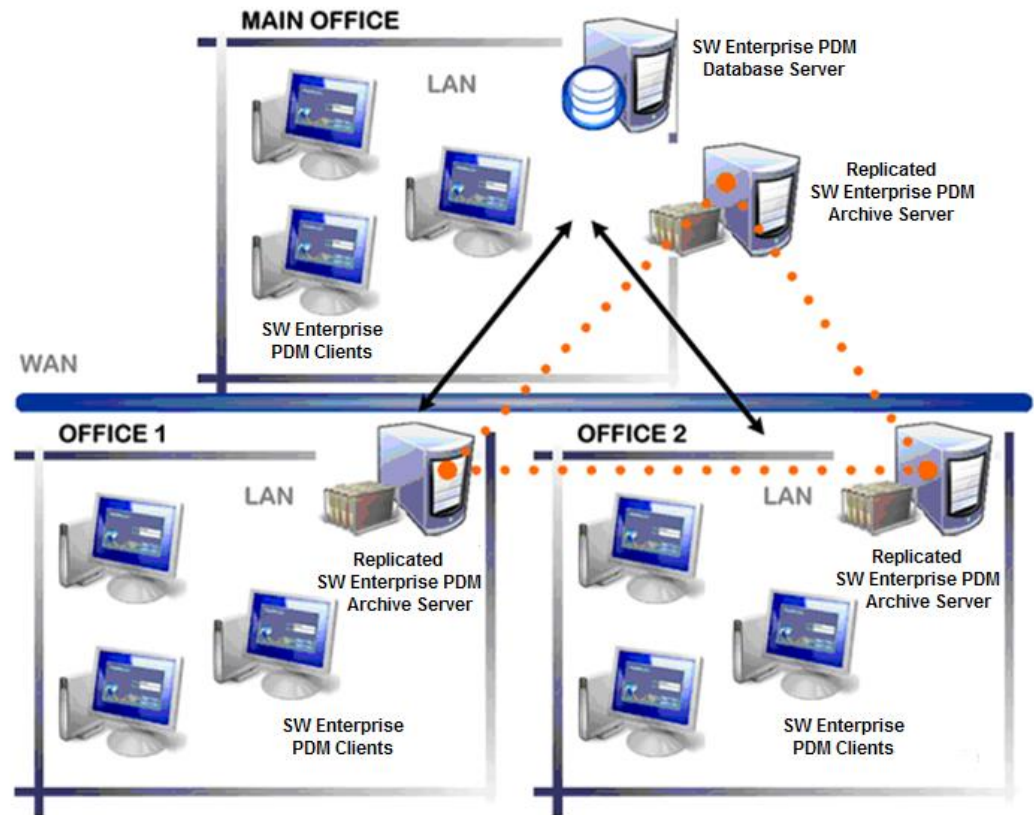 MAIN OFFICE
SW Enterprise PDM
Database Server
LAN
Replicated
SW Enterprise PDM
Archive Server
SW Enterprise
PDM Clients
WAN
OFFICE 1
LAN
Replicated
SW Enterprise PDM
Archive Server
SW Enterprise
PDM Clients
OFFICE 2
LAN
Replicated
SW Enterprise PDM
Archive Server
SW Enterprise
PDM Clients